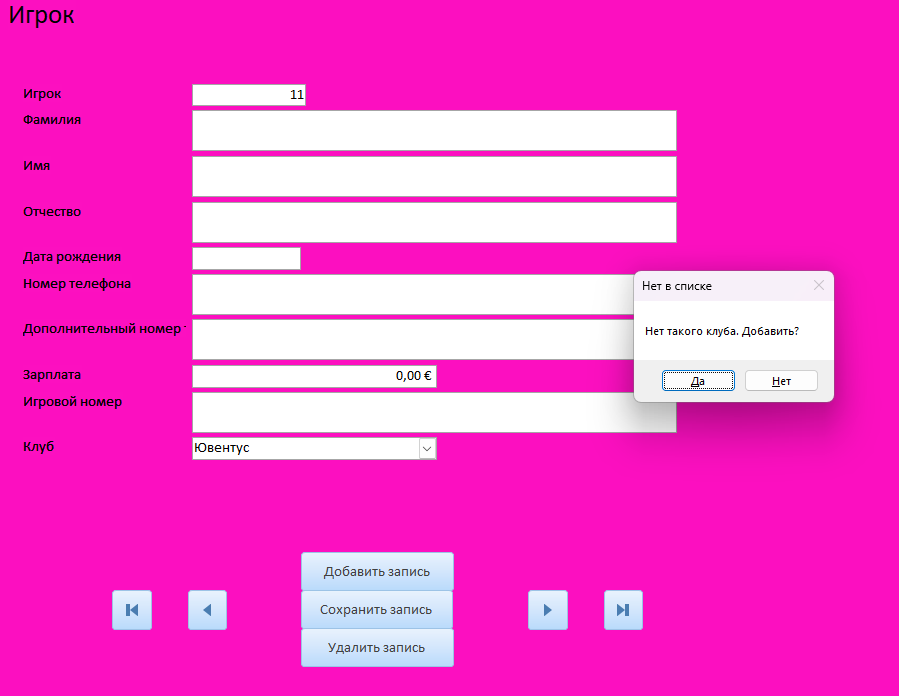 Игрок
Игрок 11
Фамилия
Имя
Отчество
Дата рождения
Номер телефона
Дополнительный номер
Зарплата 0,00 €
Игровой номер
Клуб Ювентус
Нет в списке
Нет такого клуба. Добавить?
Да Нет
Добавить запись
Сохранить запись
Удалить запись